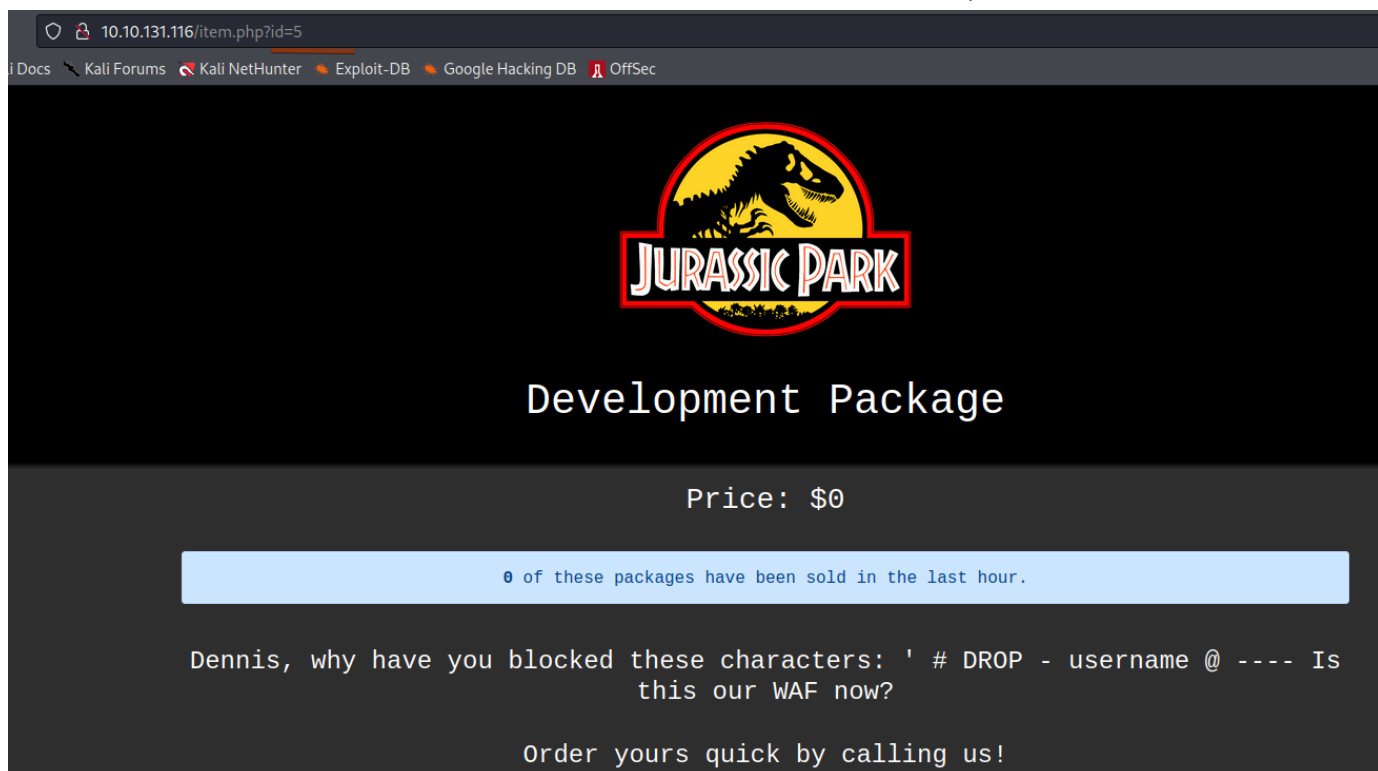 10.10.131.116/item.php?id=5
i Docs Kali Forums Kali NetHunter Exploit-DB Google Hacking DB OffSec
JURASSIC PARK
Development Package
Price: $0
0 of these packages have been sold in the last hour.
Dennis, why have you blocked these characters: ' # DROP - username @ ---- Is
this our WAF now?
Order yours quick by calling us!